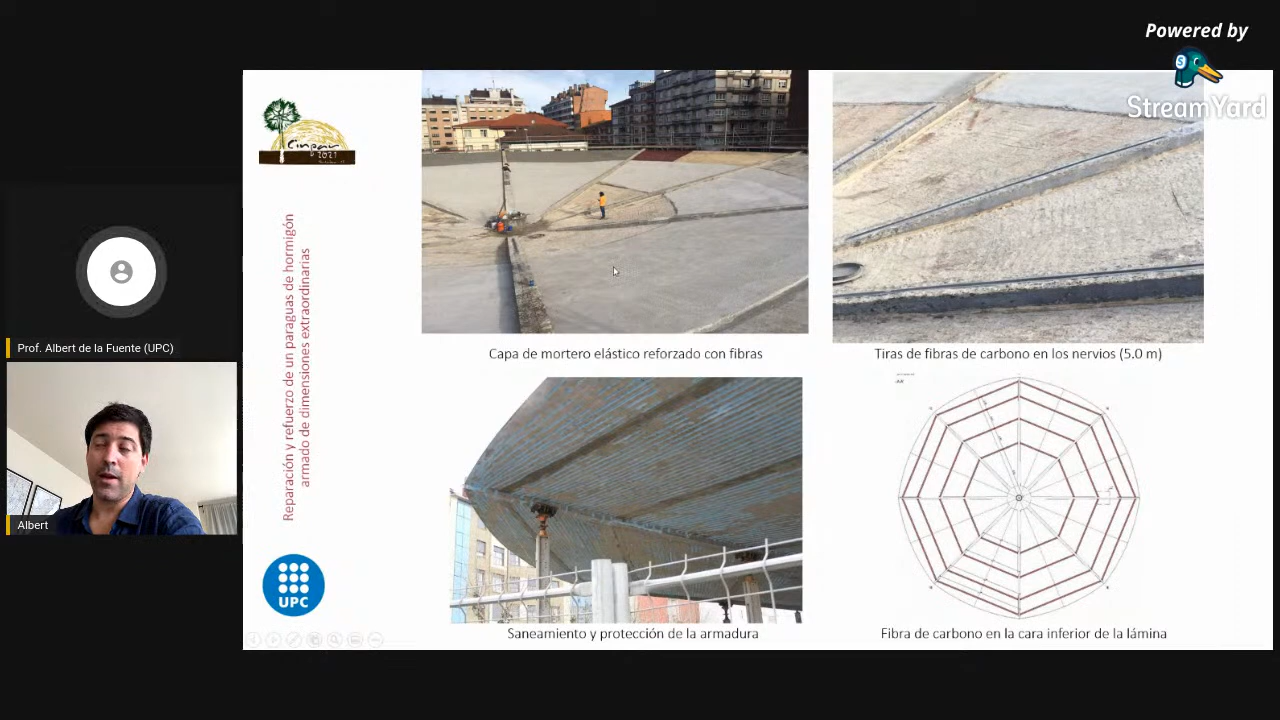 Powered by
StreamYard
Cinpar
2021
Reparación y refuerzo de un paraguas de hormigón
armado de dimensiones extraordinarias
Capa de mortero elástico reforzado con fibras
Tiras de fibras de carbono en los nervios (5.0 m)
Prof. Albert de la Fuente (UPC)
Albert
UPC
Saneamiento y protección de la armadura
Fibra de carbono en la cara inferior de la lámina